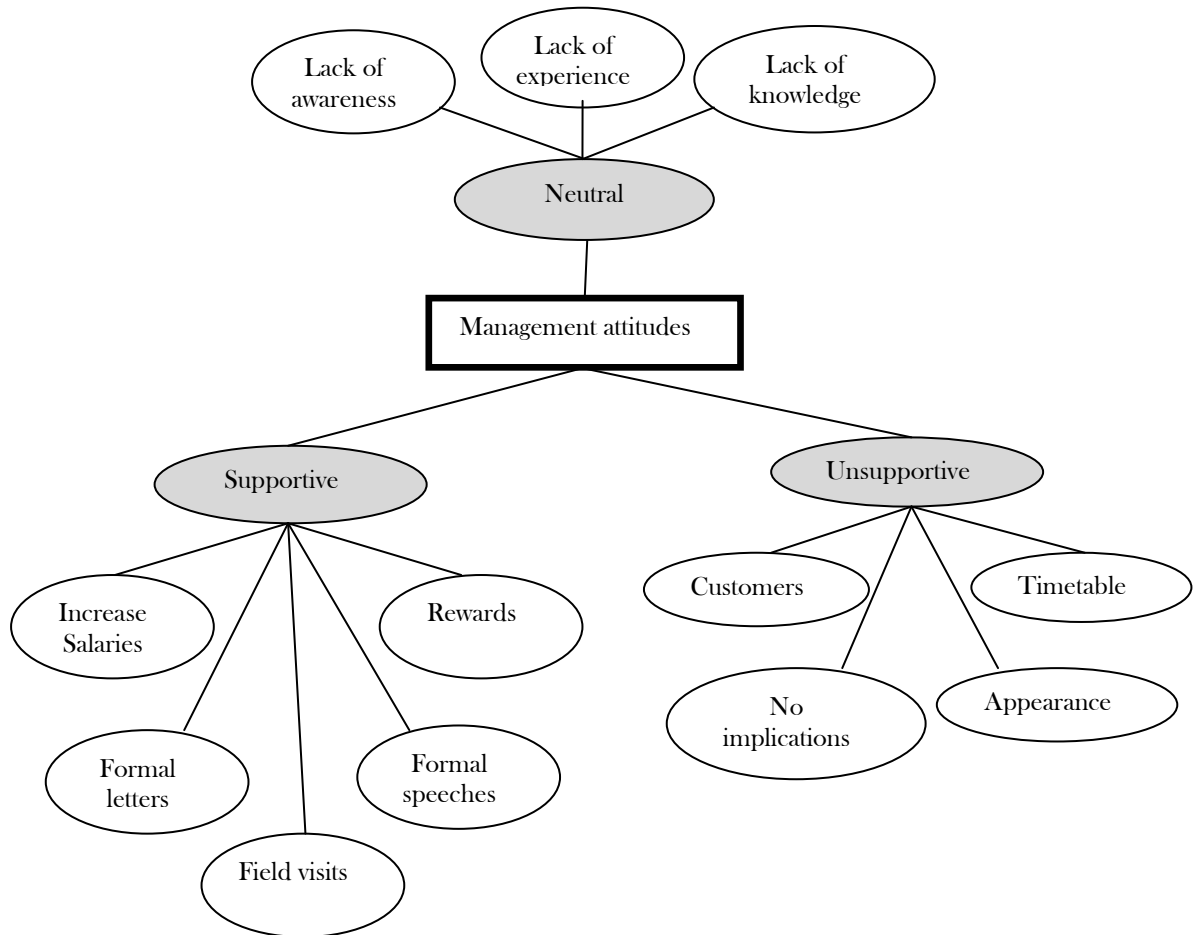 Lack of
awareness
Lack of
experience
Lack of
knowledge
Neutral
Management attitudes
Supportive
Unsupportive
Increase
Salaries
Rewards
Customers
Timetable
Formal
letters
Formal
speeches
No
implications
Appearance
Field visits